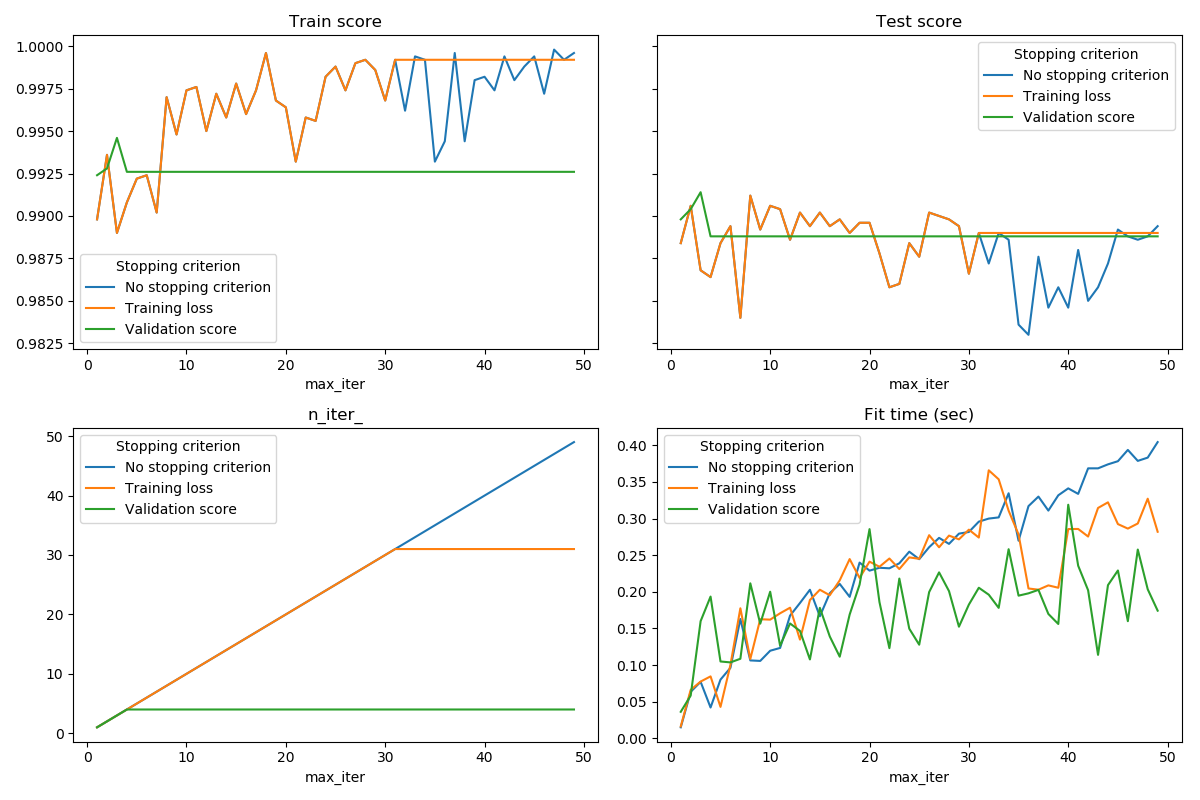 Train score
1.0000
0.9975
0.9950
0.9925
0.9900
0.9875
0.9850
0.9825
Stopping criterion
No stopping criterion
Training loss
Validation score
0 10 20 30 40 50
max_iter
Test score
Stopping criterion
No stopping criterion
Training loss
Validation score
0 10 20 30 40 50
max_iter
n_iter_
50
40
30
20
10
0
Stopping criterion
No stopping criterion
Training loss
Validation score
0 10 20 30 40 50
max_iter
Fit time (sec)
0.40
0.35
0.30
0.25
0.20
0.15
0.10
0.05
0.00
Stopping criterion
No stopping criterion
Training loss
Validation score
0 10 20 30 40 50
max_iter